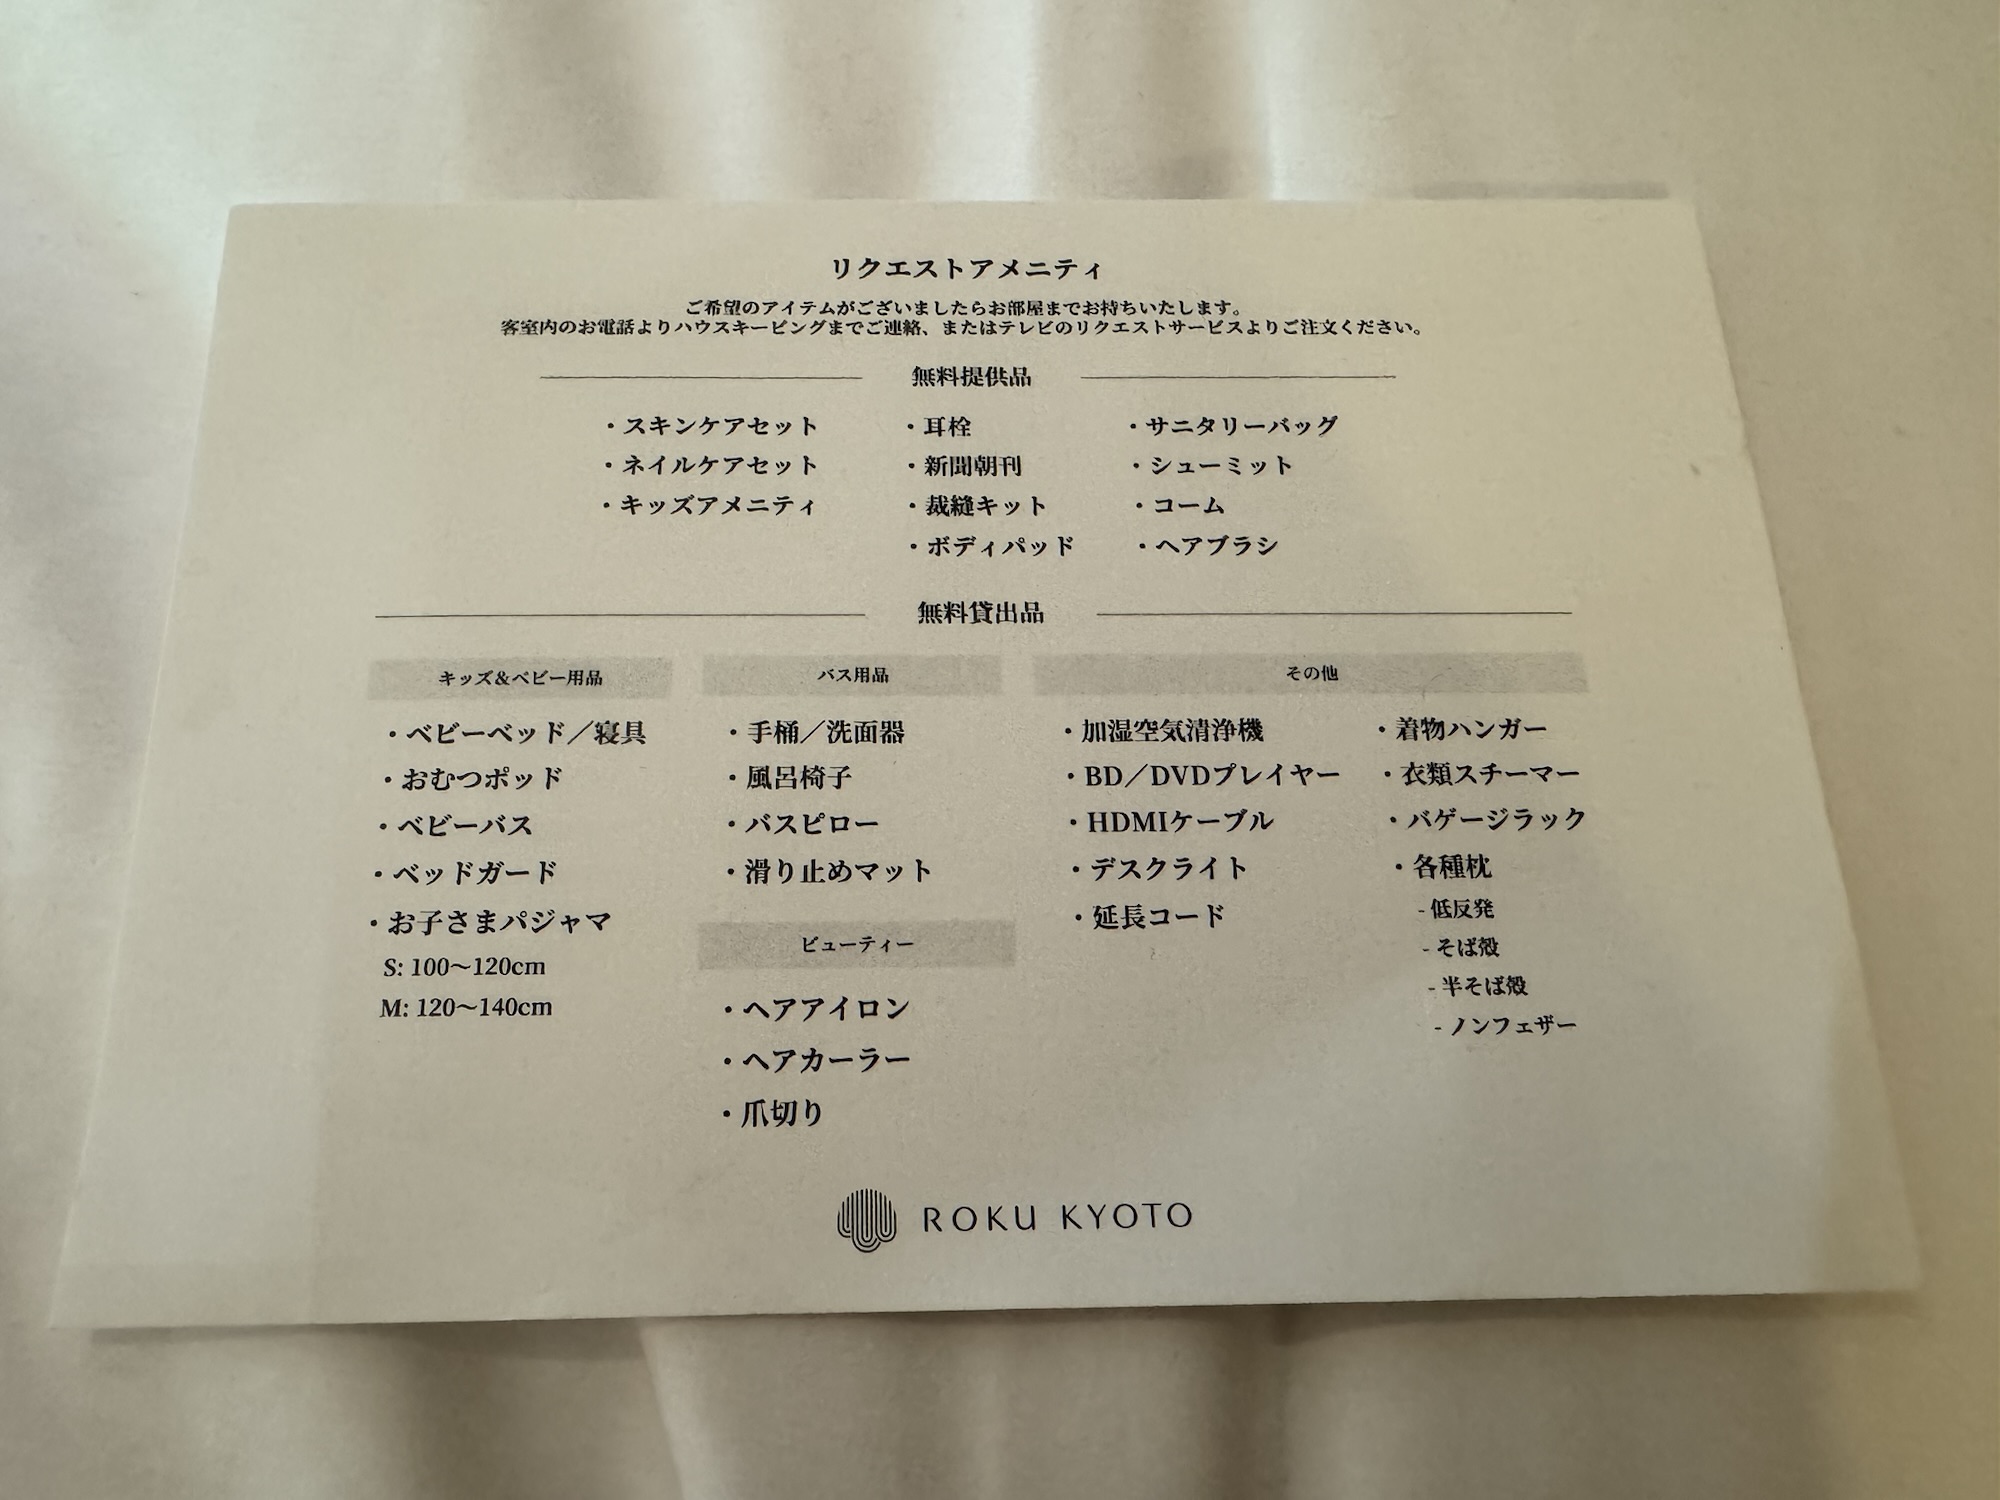 リクエストアメニティ
ご希望のアイテムがございましたらお部屋までお持ちいたします。
客室内のお電話よりハウスキーピングまでご連絡、またはテレビのリクエストサービスよりご注文ください。
無料提供品
・スキンケアセット
・ネイルケアセット
・キッズアメニティ
・耳栓
・新聞朝刊
・裁縫キット
・ボディパッド
・サニタリーバッグ
・シューミット
・コーム
・ヘアブラシ
無料貸出品
キッズ&ベビー用品
・ベビーベッド／寝具
・おむつポッド
・ベビーバス
・ベッドガード
・お子さまパジャマ
S: 100〜120cm
M: 120〜140cm
バス用品
・手桶／洗面器
・風呂椅子
・バスピロー
・滑り止めマット
ビューティー
・ヘアアイロン
・ヘアカーラー
・爪切り
その他
・加湿空気清浄機
・BD／DVDプレイヤー
・HDMIケーブル
・デスクライト
・延長コード
・着物ハンガー
・衣類スチーマー
・バゲージラック
・各種枕
- 低反発
- そば殻
- 半そば殻
- ノンフェザー
ROKU KYOTO